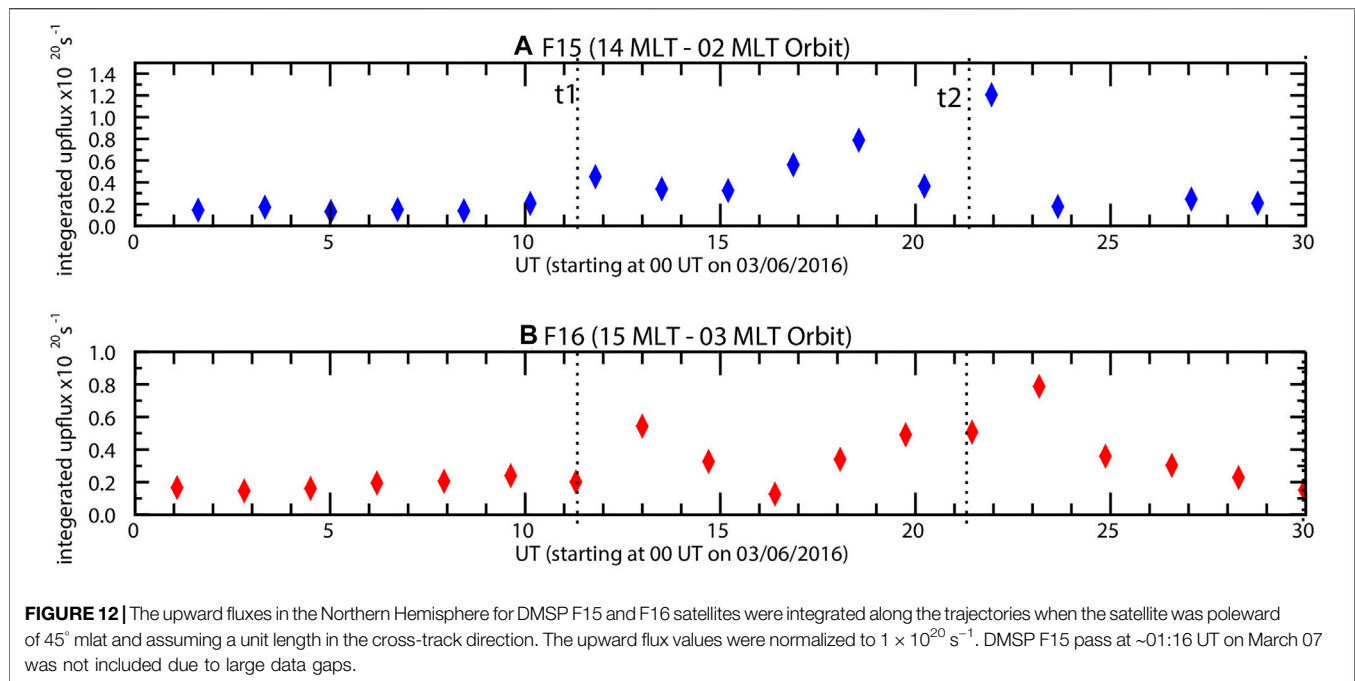 A F15 (14 MLT - 02 MLT Orbit)
integerated upflux x10 20s-1
1.4
1.2
1.0
0.8
0.6
0.4
0.2
0.0
t1
t2
0 5 10 15 20 25 30
UT (starting at 00 UT on 03/06/2016)
B F16 (15 MLT - 03 MLT Orbit)
integerated upflux x10 20s-1
1.0
0.8
0.6
0.4
0.2
0.0
0 5 10 15 20 25 30
UT (starting at 00 UT on 03/06/2016)
FIGURE 12 | The upward fluxes in the Northern Hemisphere for DMSP F15 and F16 satellites were integrated along the trajectories when the satellite was poleward
of 45° mlat and assuming a unit length in the cross-track direction. The upward flux values were normalized to 1 × 10²⁰ s⁻¹. DMSP F15 pass at ~01:16 UT on March 07
was not included due to large data gaps.